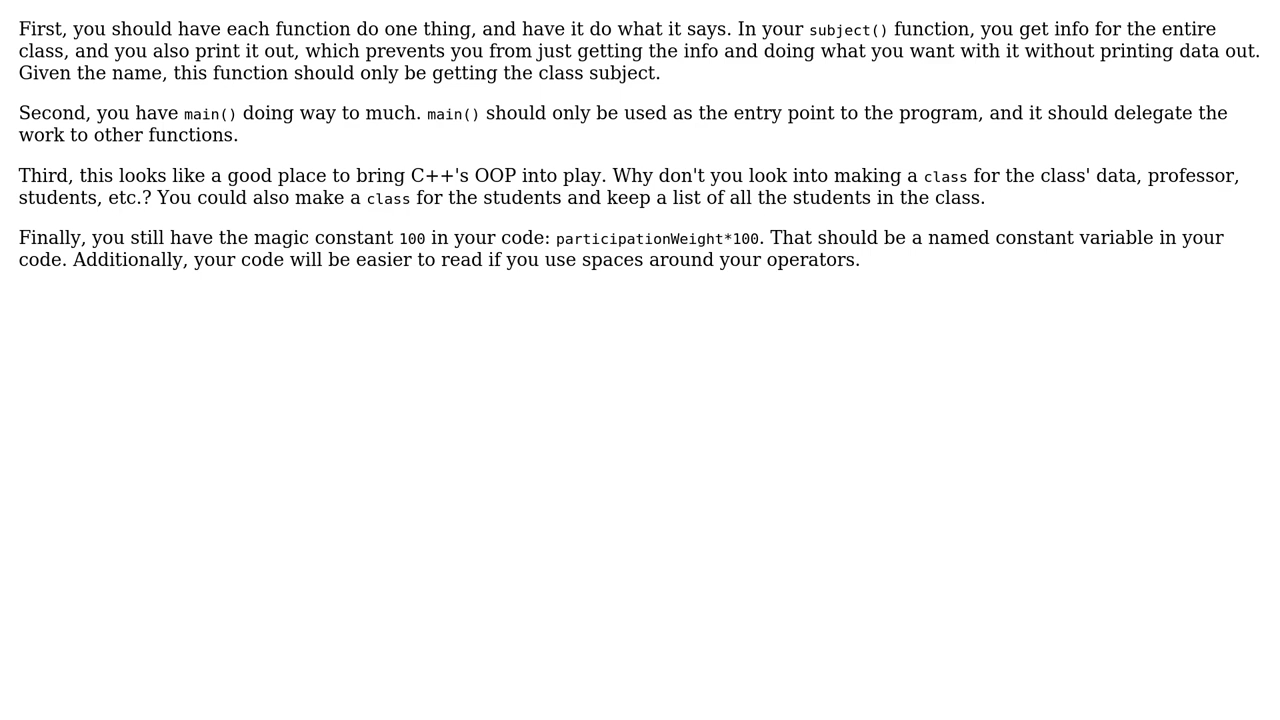 First, you should have each function do one thing, and have it do what it says. In your subject() function, you get info for the entire
class, and you also print it out, which prevents you from just getting the info and doing what you want with it without printing data out.
Given the name, this function should only be getting the class subject.
Second, you have main() doing way to much. main() should only be used as the entry point to the program, and it should delegate the
work to other functions.
Third, this looks like a good place to bring C++'s OOP into play. Why don't you look into making a class for the class' data, professor,
students, etc.? You could also make a class for the students and keep a list of all the students in the class.
Finally, you still have the magic constant 100 in your code: participationWeight*100. That should be a named constant variable in your
code. Additionally, your code will be easier to read if you use spaces around your operators.